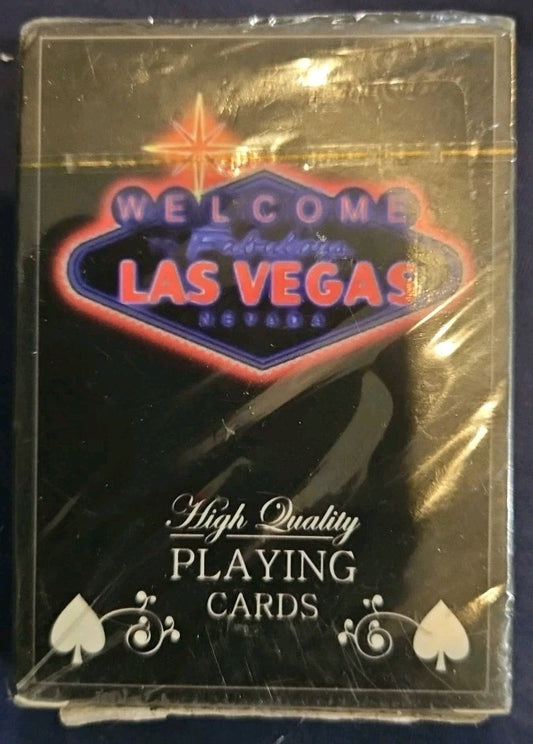 WELCOME
Fabulous
LAS VEGAS
NEVADA
High Quality
PLAYING
CARDS